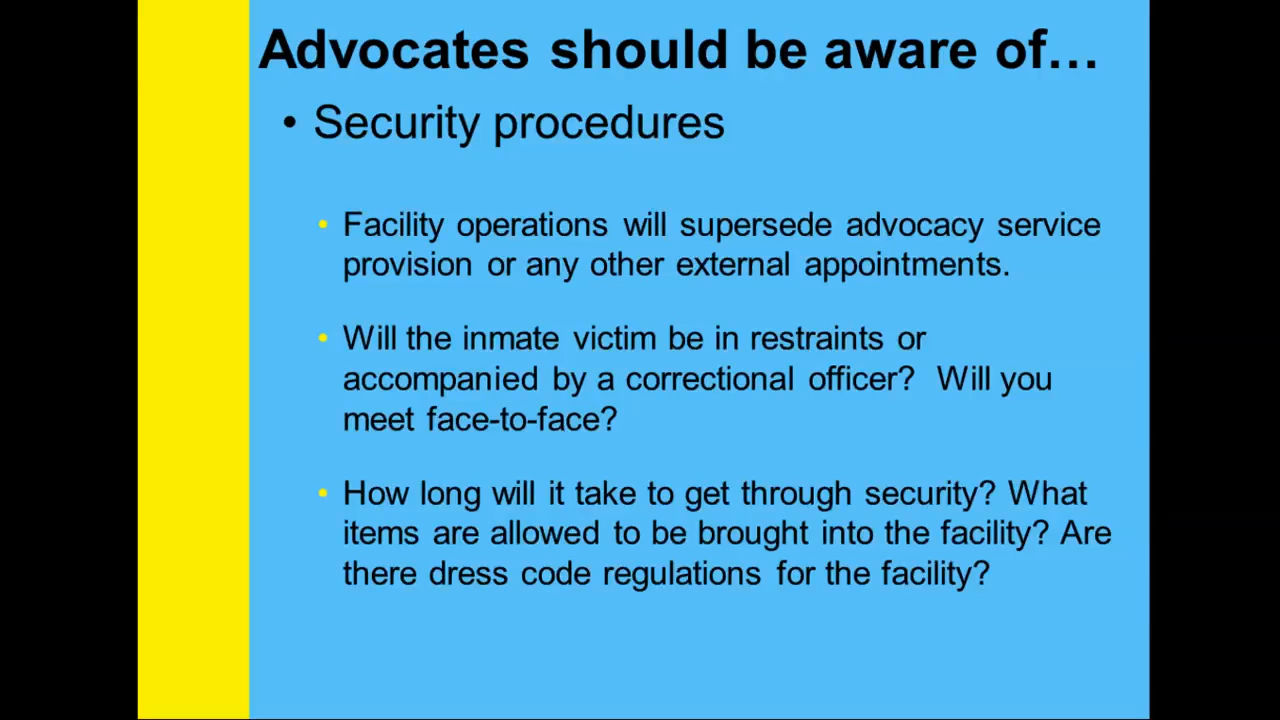 Advocates should be aware of…
• Security procedures
• Facility operations will supersede advocacy service
provision or any other external appointments.
• Will the inmate victim be in restraints or
accompanied by a correctional officer?  Will you
meet face-to-face?
• How long will it take to get through security? What
items are allowed to be brought into the facility? Are
there dress code regulations for the facility?